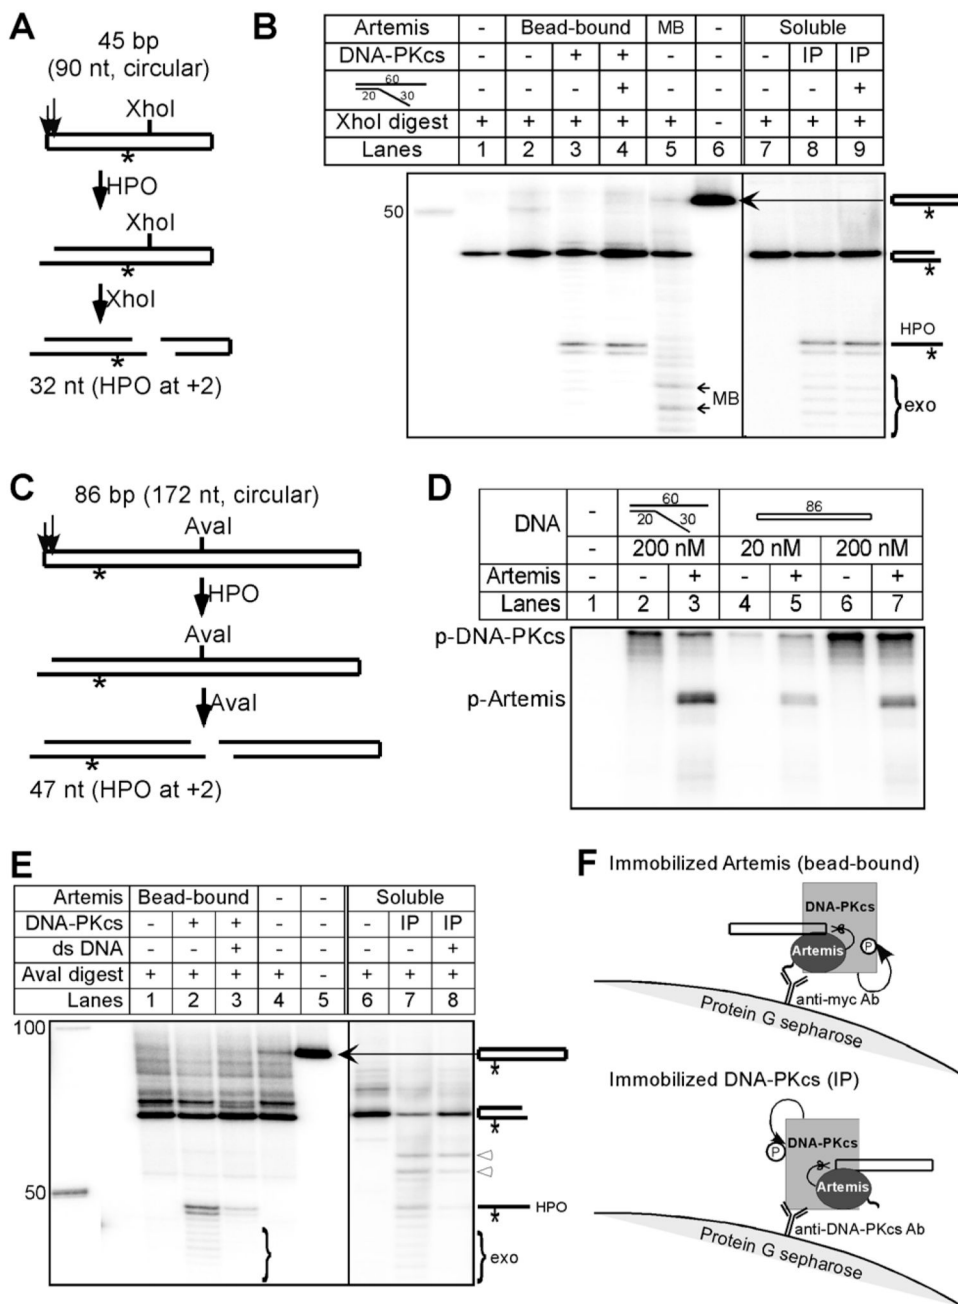 A
45 bp
(90 nt, circular)
XhoI
*
HPO
XhoI
*
XhoI
*
32 nt (HPO at +2)
B
Artemis - Bead-bound MB - Soluble
DNA-PKcs - - + + - - - IP IP
60 20 30 - - - + - - - - +
XhoI digest + + + + + - + + +
Lanes 1 2 3 4 5 6 7 8 9
50
*
*
HPO
*
MB
exo
C
86 bp (172 nt, circular)
AvaI
*
HPO
AvaI
*
AvaI
*
47 nt (HPO at +2)
D
DNA - 60 20 30 86
- 200 nM 20 nM 200 nM
Artemis - - + - + - +
Lanes 1 2 3 4 5 6 7
p-DNA-PKcs
p-Artemis
E
Artemis Bead-bound - - Soluble
DNA-PKcs - + + - - - IP IP
ds DNA - - + - - - - +
AvaI digest + + + + - + + +
Lanes 1 2 3 4 5 6 7 8
100
*
*
50
HPO
*
exo
F Immobilized Artemis (bead-bound)
DNA-PKcs
Artemis
P
anti-myc Ab
Protein G sepharose
Immobilized DNA-PKcs (IP)
P
DNA-PKcs
Artemis
anti-DNA-PKcs Ab
Protein G sepharose